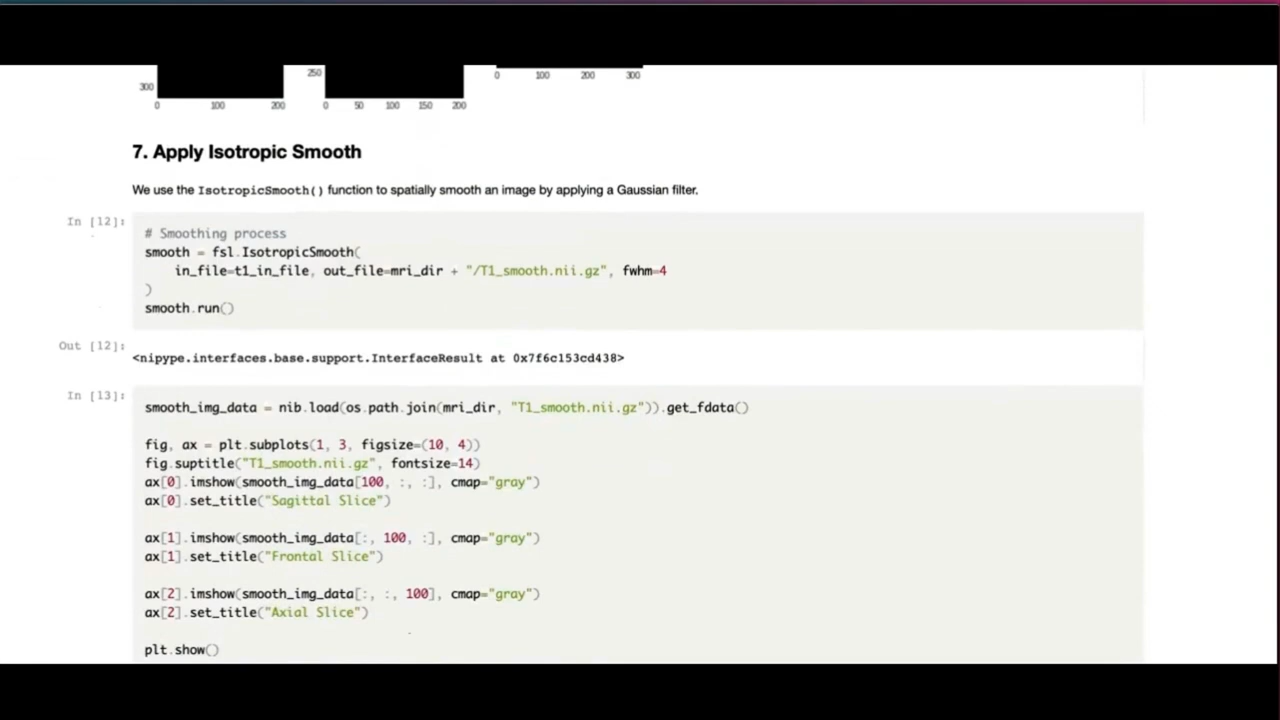 300
250
0 100 200
0 50 100 150 200
0 100 200 300
7. Apply Isotropic Smooth
We use the IsotropicSmooth() function to spatially smooth an image by applying a Gaussian filter.
In [12]:
# Smoothing process
smooth = fsl.IsotropicSmooth(
    in_file=t1_in_file, out_file=mri_dir + "/T1_smooth.nii.gz", fwhm=4
)
smooth.run()
Out [12]:
<nipype.interfaces.base.support.InterfaceResult at 0x7f6c153cd438>
In [13]:
smooth_img_data = nib.load(os.path.join(mri_dir, "T1_smooth.nii.gz")).get_fdata()
fig, ax = plt.subplots(1, 3, figsize=(10, 4))
fig.suptitle("T1_smooth.nii.gz", fontsize=14)
ax[0].imshow(smooth_img_data[100, :, :], cmap="gray")
ax[0].set_title("Sagittal Slice")
ax[1].imshow(smooth_img_data[:, 100, :], cmap="gray")
ax[1].set_title("Frontal Slice")
ax[2].imshow(smooth_img_data[:, :, 100], cmap="gray")
ax[2].set_title("Axial Slice")
plt.show()